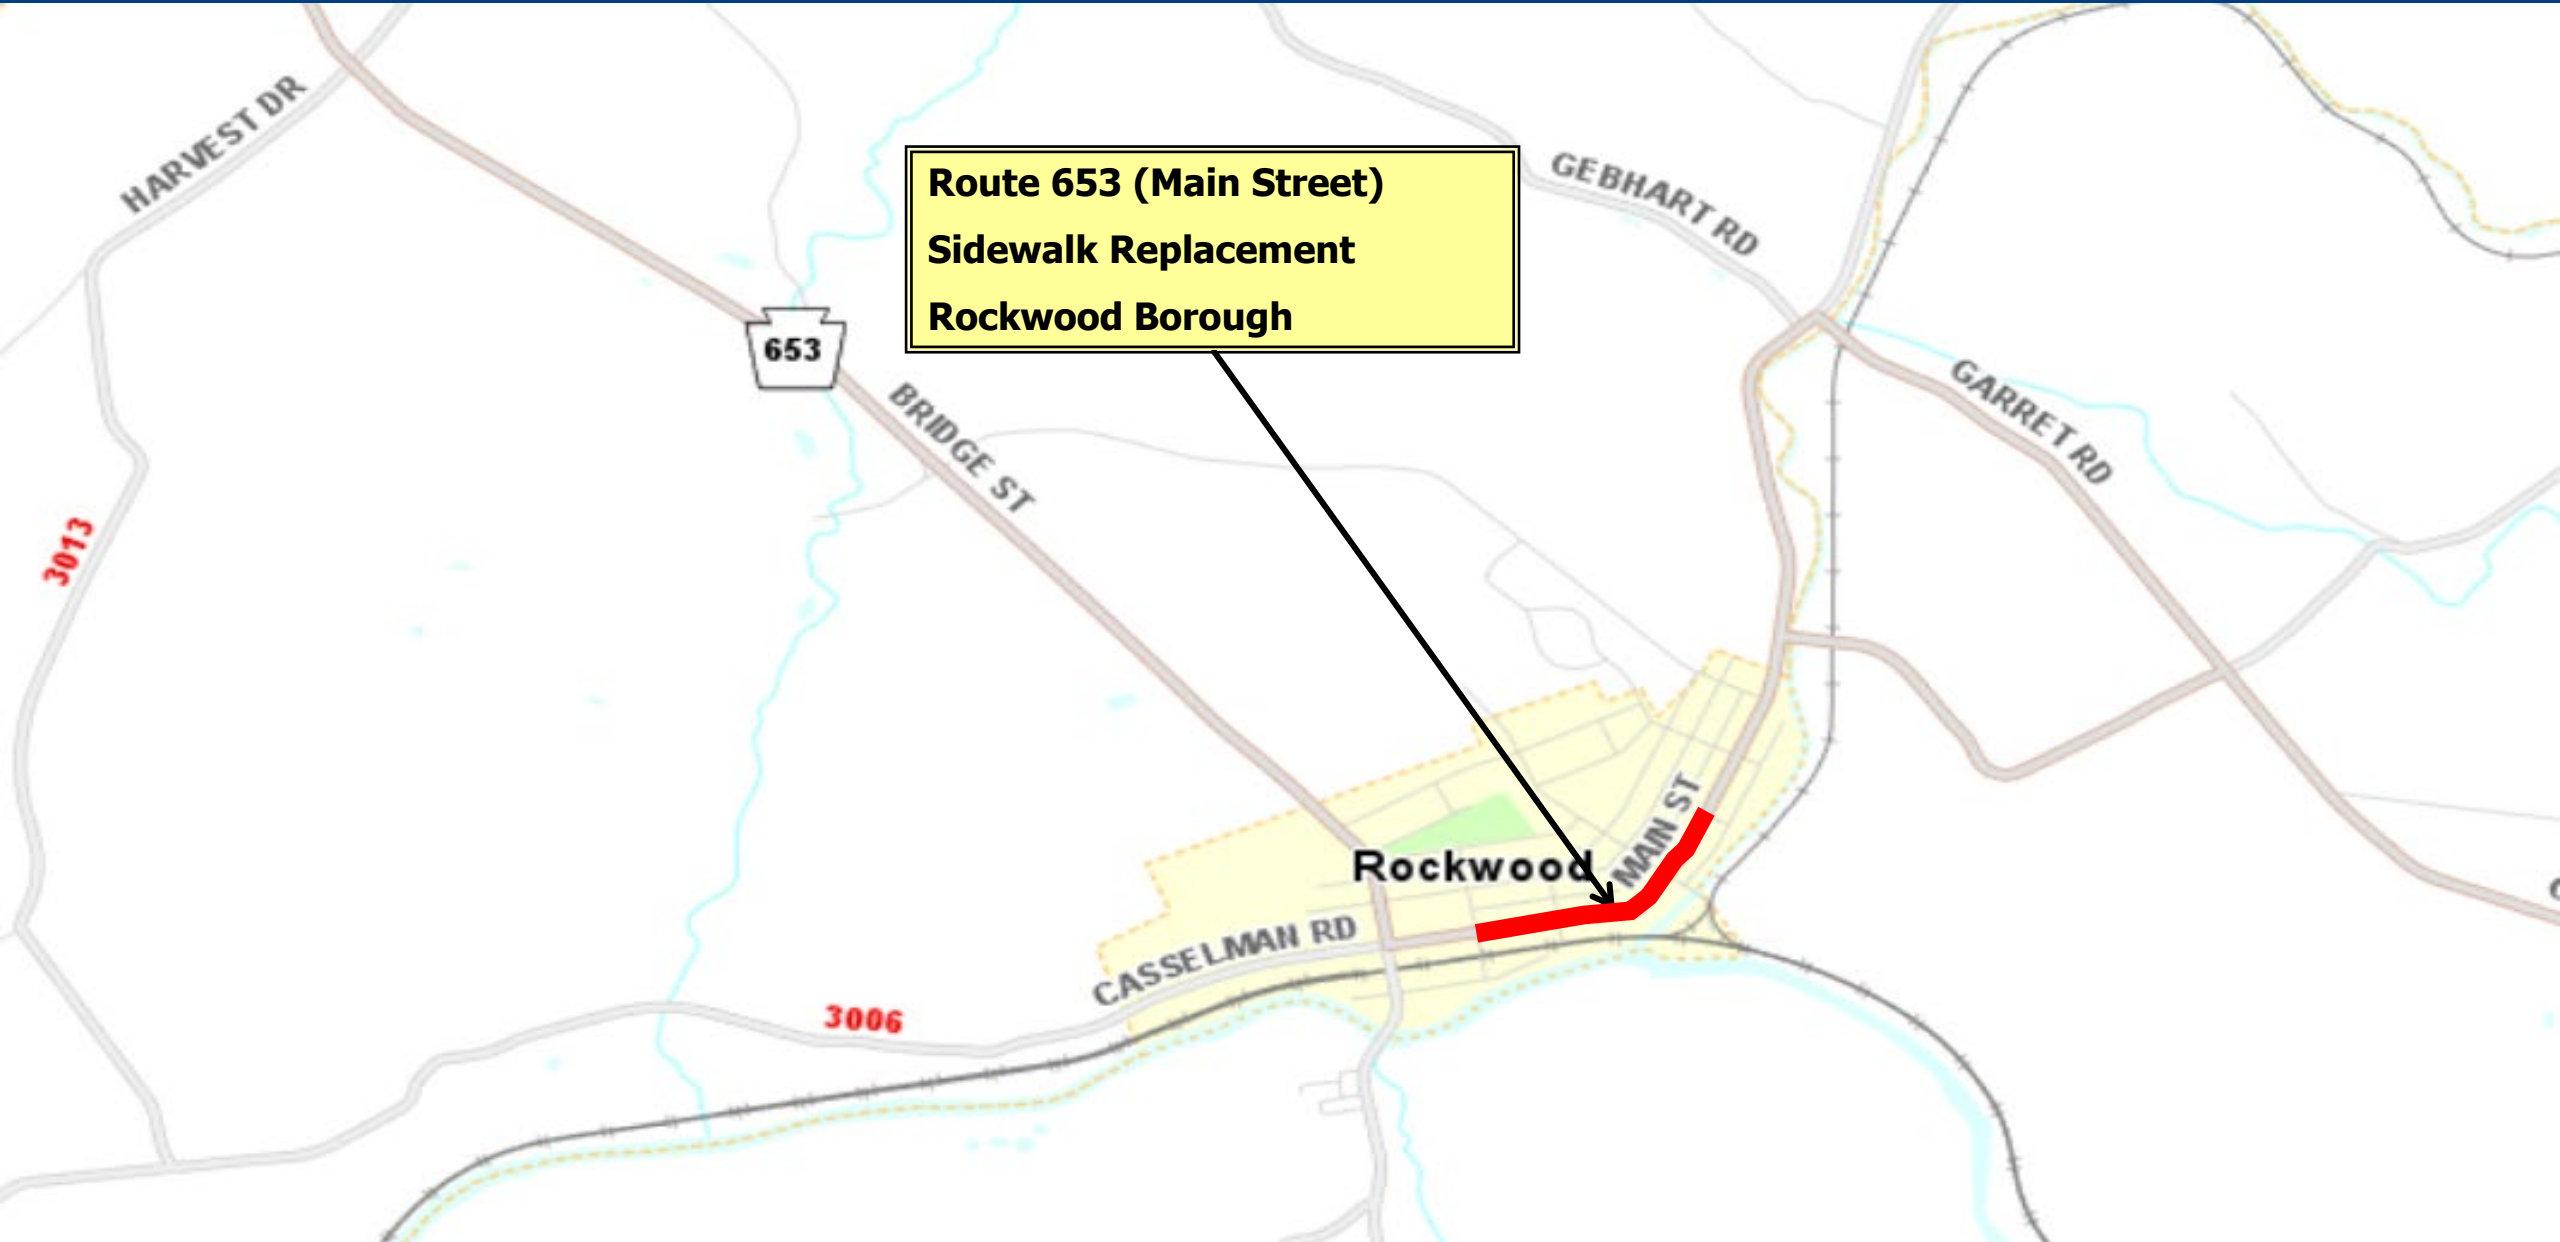 HARVEST DR
Route 653 (Main Street)
Sidewalk Replacement
Rockwood Borough
GEBHART RD
653
BRIDGE ST
GARRET RD
3013
MAIN ST
Rockwood
CASSELMAN RD
3006